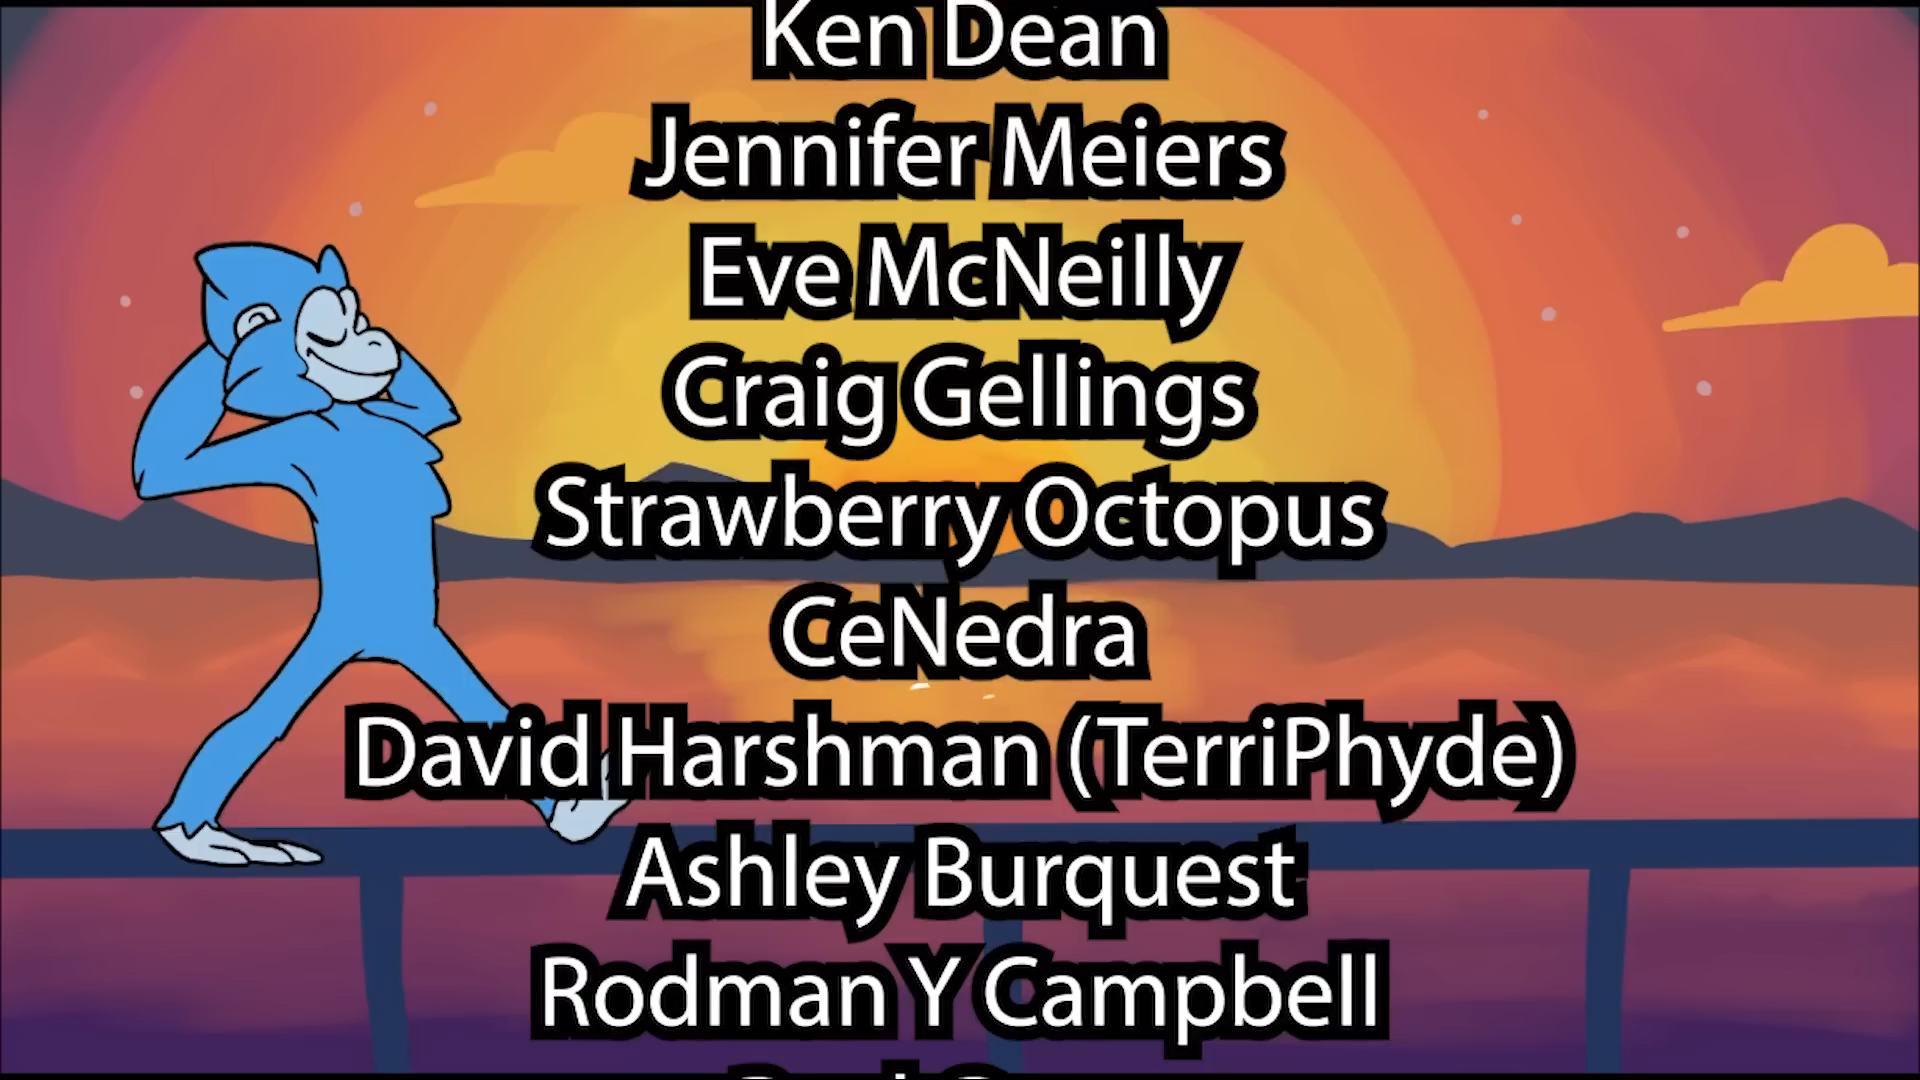 Ken Dean
Jennifer Meiers
Eve McNeilly
Craig Gellings
Strawberry Octopus
CeNedra
David Harshman (TerriPhyde)
Ashley Burquest
Rodman Y Campbell